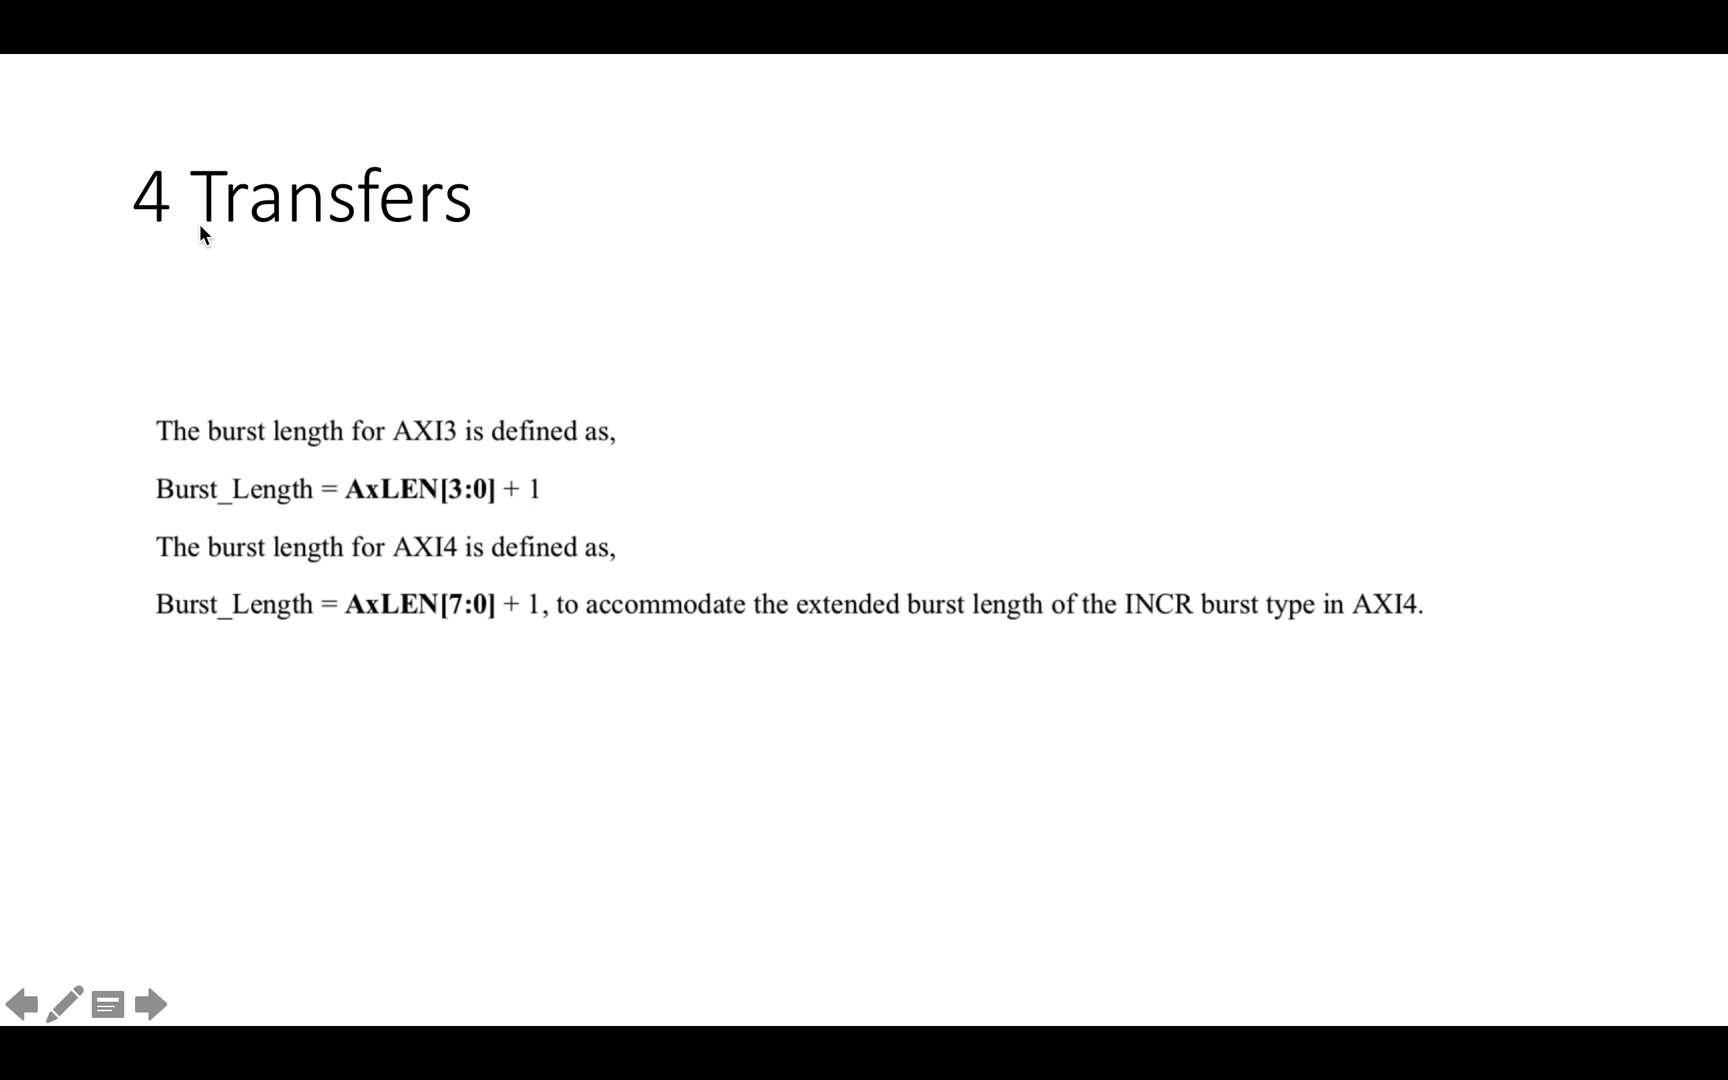 4 Transfers
The burst length for AXI3 is defined as,
Burst_Length = AxLEN[3:0] + 1
The burst length for AXI4 is defined as,
Burst_Length = AxLEN[7:0] + 1, to accommodate the extended burst length of the INCR burst type in AXI4.